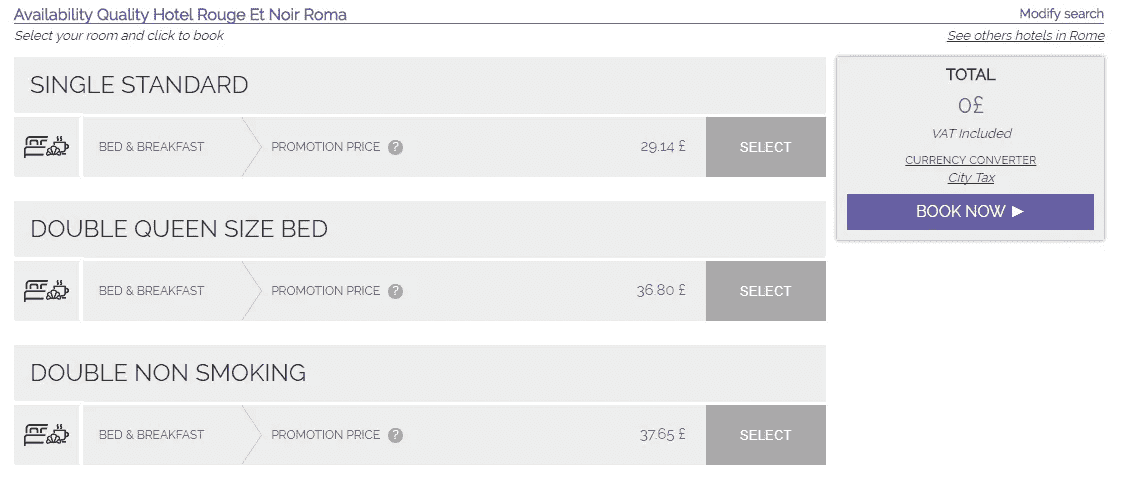 Availability Quality Hotel Rouge Et Noir Roma
Modify search
Select your room and click to book
See others hotels in Rome
SINGLE STANDARD
BED & BREAKFAST PROMOTION PRICE ? 29.14 £ SELECT
DOUBLE QUEEN SIZE BED
BED & BREAKFAST PROMOTION PRICE ? 36.80 £ SELECT
DOUBLE NON SMOKING
BED & BREAKFAST PROMOTION PRICE ? 37.65 £ SELECT
TOTAL
0£
VAT Included
CURRENCY CONVERTER
City Tax
BOOK NOW ►